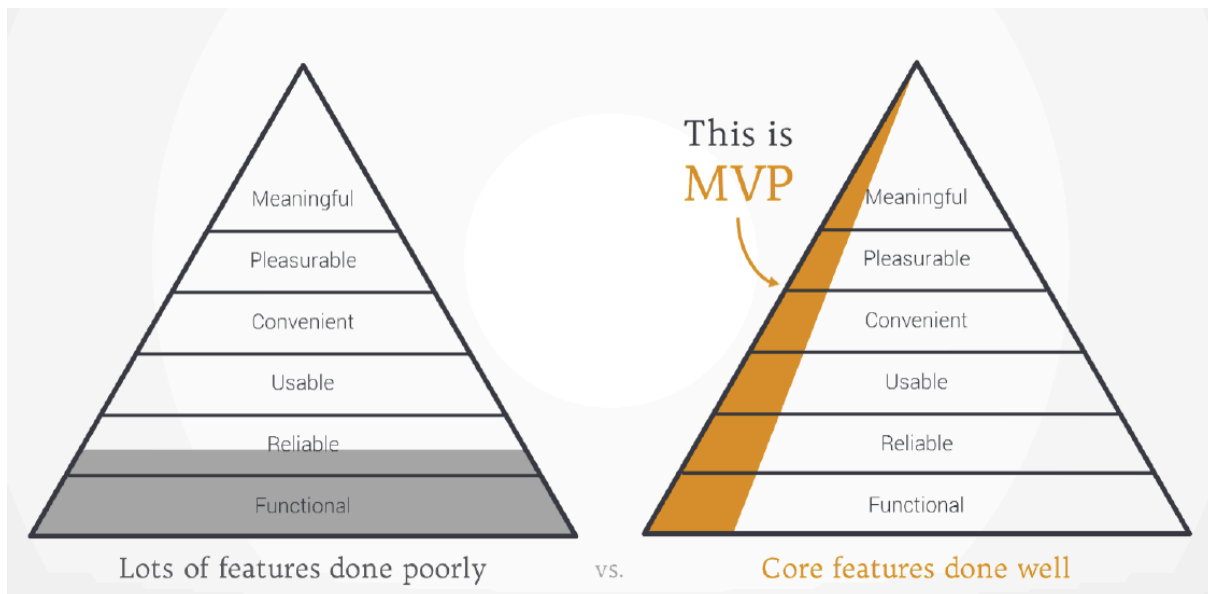 Meaningful
Pleasurable
Convenient
Usable
Reliable
Functional
Lots of features done poorly
vs.
This is
MVP
Meaningful
Pleasurable
Convenient
Usable
Reliable
Functional
Core features done well